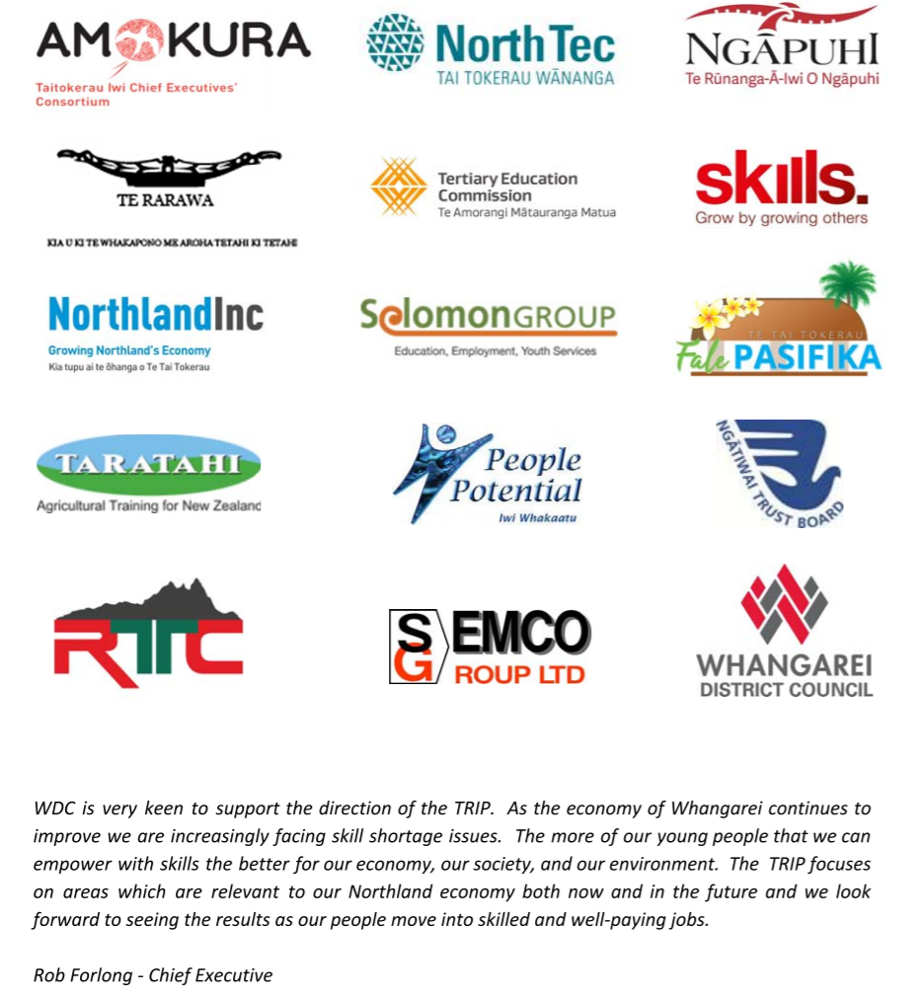 AMOKURA
Taitokerau Iwi Chief Executives'
Consortium
NorthTec
TAI TOKERAU WĀNANGA
NGĀPUHI
Te Rūnanga-Ā-Iwi O Ngāpuhi
TE RARAWA
KIA U KI TE WHAKAPONO ME AROHA TETAHI KI TETAHI
Tertiary Education
Commission
Te Amorangi Mātauranga Matua
skills.
Grow by growing others
NorthlandInc
Growing Northland's Economy
Kia tupu ai te ōhanga o Te Tai Tokerau
SolomonGROUP
Education, Employment, Youth Services
TE TAI TOKERAU
Fale PASIFIKA
TARATAHI
Agricultural Training for New Zealand
People
Potential
Iwi Whakaatu
NGĀTIWAI TRUST BOARD
RTTC
SEMCO
GROUP LTD
WHANGAREI
DISTRICT COUNCIL
WDC is very keen to support the direction of the TRIP. As the economy of Whangarei continues to
improve we are increasingly facing skill shortage issues. The more of our young people that we can
empower with skills the better for our economy, our society, and our environment. The TRIP focuses
on areas which are relevant to our Northland economy both now and in the future and we look
forward to seeing the results as our people move into skilled and well-paying jobs.
Rob Forlong - Chief Executive